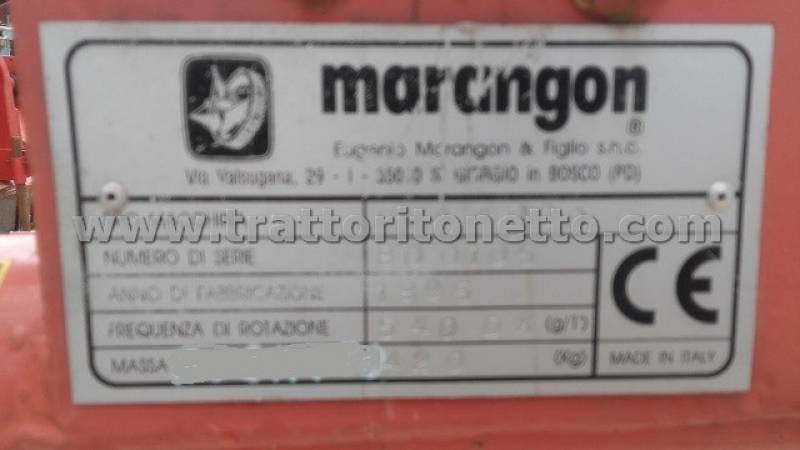 marangon
®
Eugenio Marangon & Figlio s.n.c.
Via Valsugana, 29 - I - 35010 S. GIORGIO in BOSCO (PD)
www.trattoritonetto.com
NUMERO DI SERIE
ANNO DI FABBRICAZIONE
FREQUENZA DI ROTAZIONE 540 (g/1')
MASSA (Kg)
CE
MADE IN ITALY